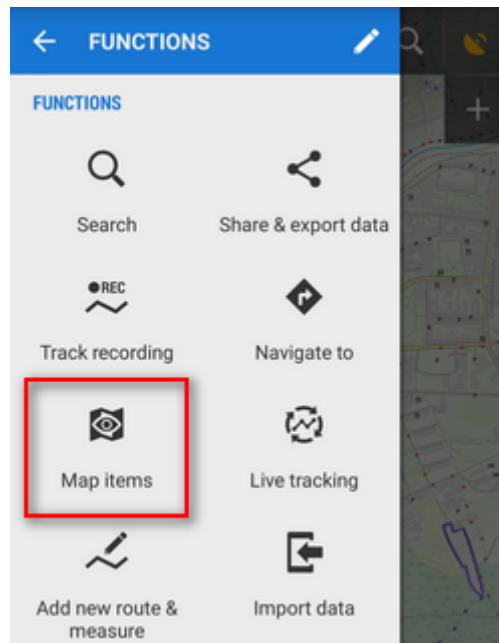 FUNCTIONS
FUNCTIONS
Search
Share & export data
REC
Track recording
Navigate to
Map items
Live tracking
Add new route &
measure
Import data